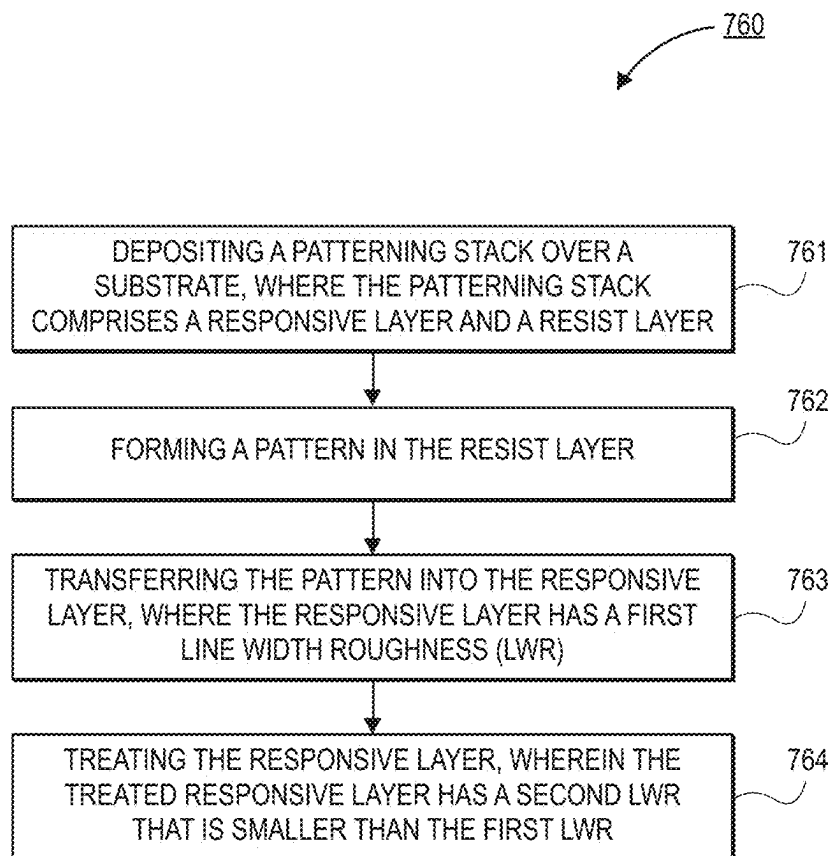 760
DEPOSITING A PATTERNING STACK OVER A
SUBSTRATE, WHERE THE PATTERNING STACK
COMPRISES A RESPONSIVE LAYER AND A RESIST LAYER
761
FORMING A PATTERN IN THE RESIST LAYER
762
TRANSFERRING THE PATTERN INTO THE RESPONSIVE
LAYER, WHERE THE RESPONSIVE LAYER HAS A FIRST
LINE WIDTH ROUGHNESS (LWR)
763
TREATING THE RESPONSIVE LAYER, WHEREIN THE
TREATED RESPONSIVE LAYER HAS A SECOND LWR
THAT IS SMALLER THAN THE FIRST LWR
764